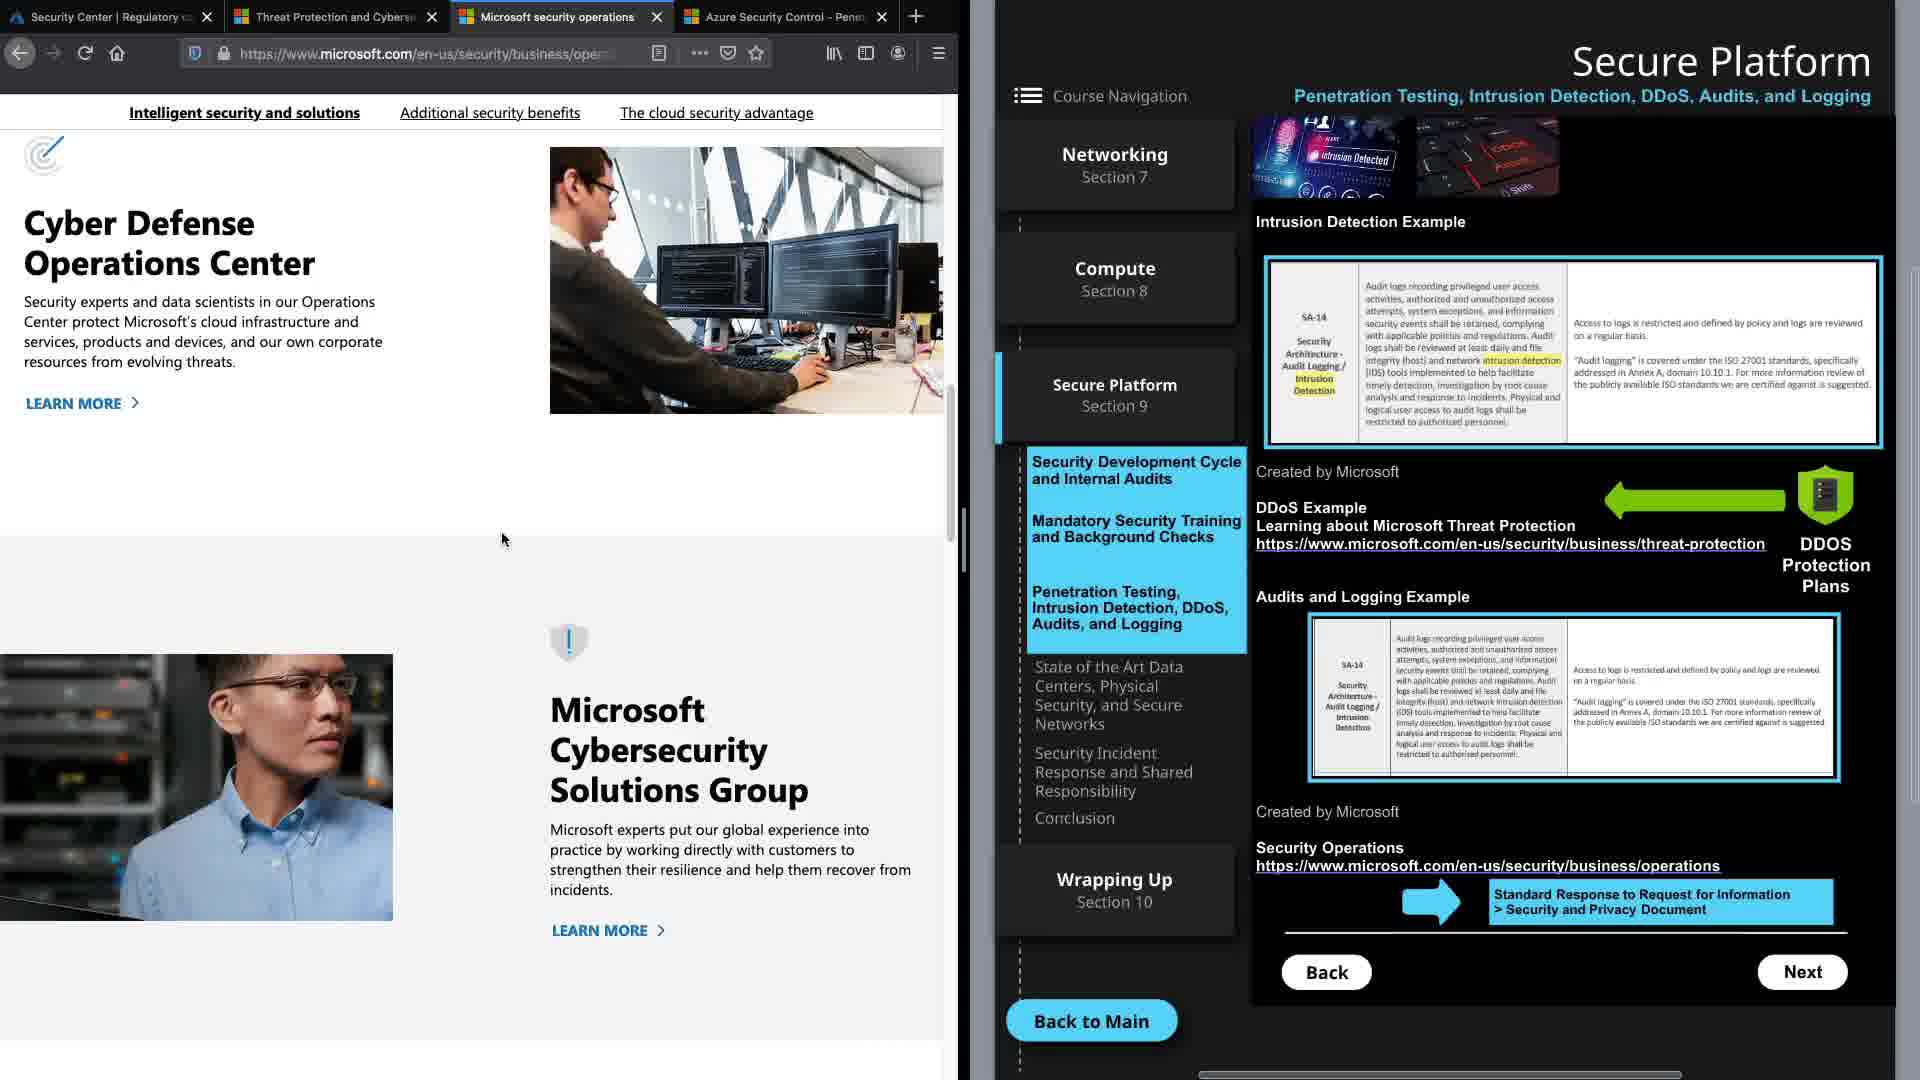 Security Center | Regulatory c
Threat Protection and Cyberse
Microsoft security operations
Azure Security Control - Pene
https://www.microsoft.com/en-us/security/business/oper
Intelligent security and solutions
Additional security benefits
The cloud security advantage
Cyber Defense
Operations Center
Security experts and data scientists in our Operations
Center protect Microsoft's cloud infrastructure and
services, products and devices, and our own corporate
resources from evolving threats.
LEARN MORE
Microsoft
Cybersecurity
Solutions Group
Microsoft experts put our global experience into
practice by working directly with customers to
strengthen their resilience and help them recover from
incidents.
LEARN MORE
Secure Platform
Penetration Testing, Intrusion Detection, DDoS, Audits, and Logging
Course Navigation
Networking
Section 7
Compute
Section 8
Secure Platform
Section 9
Security Development Cycle
and Internal Audits
Mandatory Security Training
and Background Checks
Penetration Testing,
Intrusion Detection, DDoS,
Audits, and Logging
State of the Art Data
Centers, Physical
Security, and Secure
Networks
Security Incident
Response and Shared
Responsibility
Conclusion
Wrapping Up
Section 10
Back to Main
ALERT
Intrusion Detected
DDOS
Attack
Shift
Intrusion Detection Example
SA-14
Security
Architecture -
Audit Logging /
Intrusion
Detection
Audit logs recording privileged user access
activities, authorized and unauthorized access
attempts, system exceptions, and information
security events shall be retained, complying
with applicable policies and regulations. Audit
logs shall be reviewed at least daily and file
integrity (host) and network intrusion detection
(IDS) tools implemented to help facilitate
timely detection, investigation by root cause
analysis and response to incidents. Physical and
logical user access to audit logs shall be
restricted to authorized personnel.
Access to logs is restricted and defined by policy and logs are reviewed
on a regular basis.
"Audit logging" is covered under the ISO 27001 standards, specifically
addressed in Annex A, domain 10.10.1. For more information review of
the publicly available ISO standards we are certified against is suggested.
Created by Microsoft
DDoS Example
Learning about Microsoft Threat Protection
https://www.microsoft.com/en-us/security/business/threat-protection
DDOS
Protection
Plans
Audits and Logging Example
SA-14
Security
Architecture -
Audit Logging /
Intrusion
Detection
Audit logs recording privileged user access
activities, authorized and unauthorized access
attempts, system exceptions, and information
security events shall be retained, complying
with applicable policies and regulations. Audit
logs shall be reviewed at least daily and file
integrity (host) and network intrusion detection
(IDS) tools implemented to help facilitate
timely detection, investigation by root cause
analysis and response to incidents. Physical and
logical user access to audit logs shall be
restricted to authorized personnel.
Access to logs is restricted and defined by policy and logs are reviewed
on a regular basis.
"Audit logging" is covered under the ISO 27001 standards, specifically
addressed in Annex A, domain 10.10.1. For more information review of
the publicly available ISO standards we are certified against is suggested
Created by Microsoft
Security Operations
https://www.microsoft.com/en-us/security/business/operations
Standard Response to Request for Information
> Security and Privacy Document
Back
Next